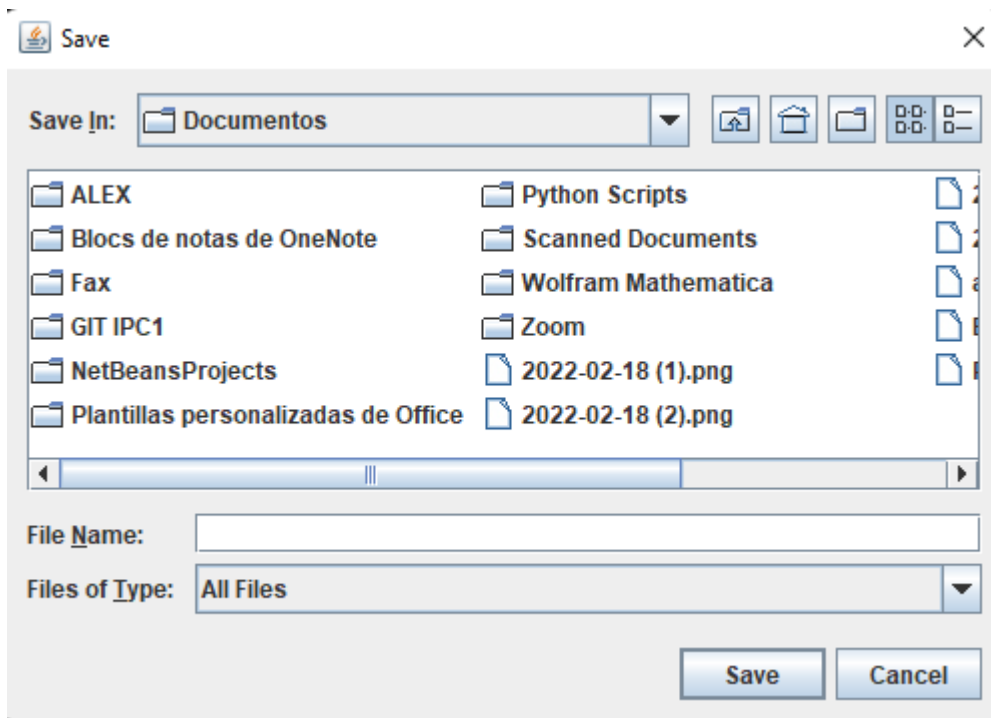 Save
Save In: Documentos
ALEX
Blocs de notas de OneNote
Fax
GIT IPC1
NetBeansProjects
Plantillas personalizadas de Office
Python Scripts
Scanned Documents
Wolfram Mathematica
Zoom
2022-02-18 (1).png
2022-02-18 (2).png
File Name:
Files of Type: All Files
Save Cancel